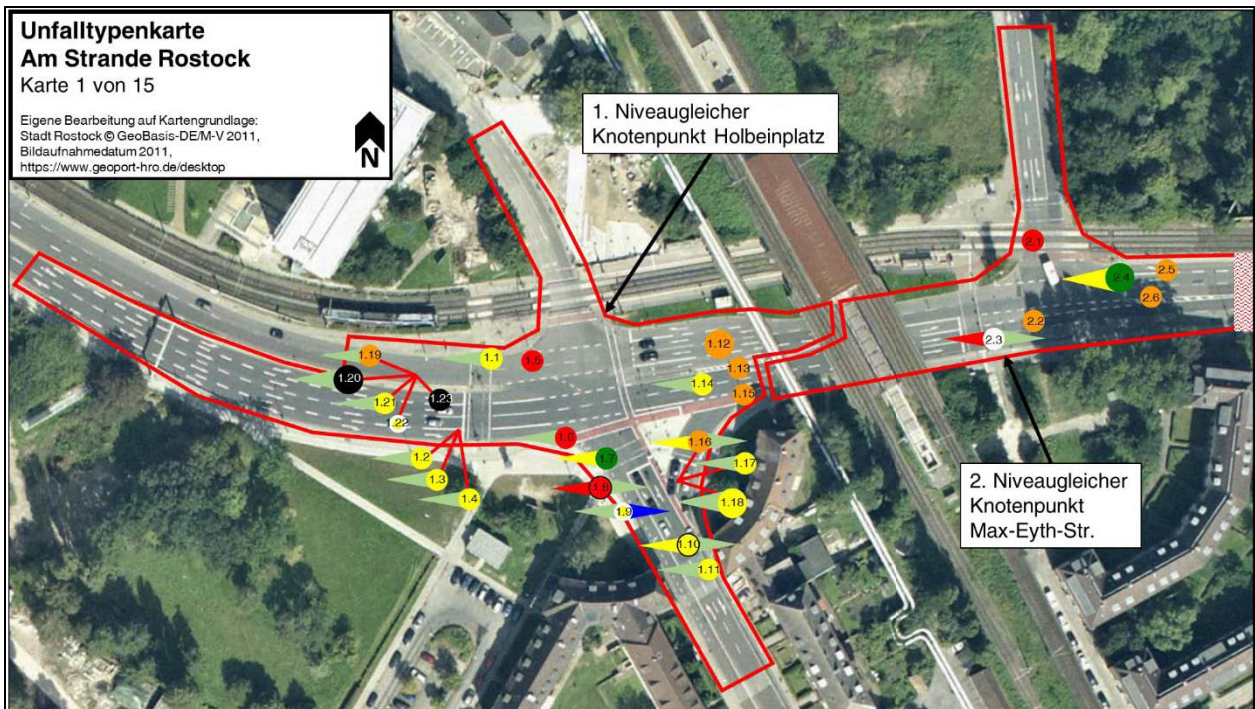 Unfalltypenkarte
Am Strande Rostock
Karte 1 von 15
Eigene Bearbeitung auf Kartengrundlage:
Stadt Rostock © GeoBasis-DE/M-V 2011,
Bildaufnahmedatum 2011,
https://www.geoport-hro.de/desktop
N
1. Niveaugleicher
Knotenpunkt Holbeinplatz
2.1
2.4
2.5
2.6
2.2
2.3
1.12
1.13
1.14
1.15
1.19
1.1
1.5
1.20
1.21
1.23
1.22
1.6
1.16
1.2
1.7
1.17
1.3
1.8
1.4
1.18
1.9
1.10
1.11
2. Niveaugleicher
Knotenpunkt
Max-Eyth-Str.